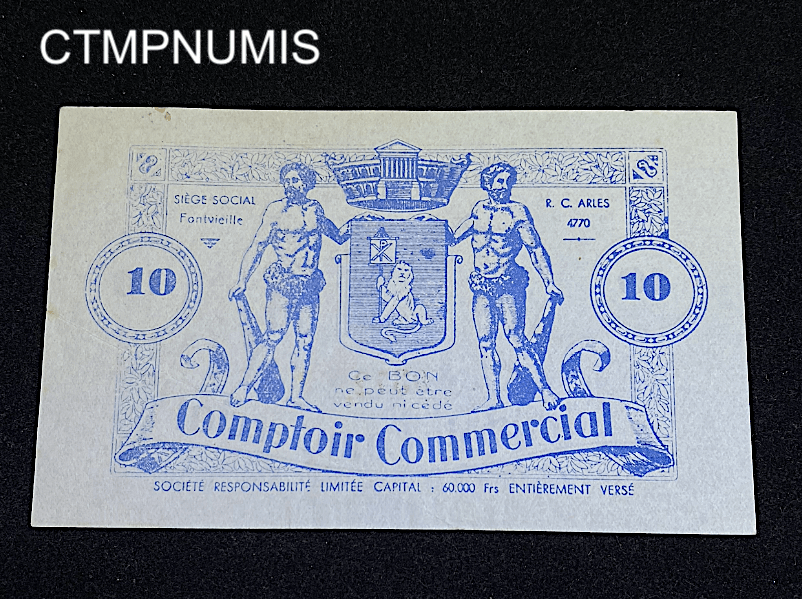 CTMPNUMIS
SIÈGE SOCIAL
Fontvieille
R. C. ARLES
4770
10
10
Ce BON
ne peut être
vendu ni cédé
Comptoir Commercial
SOCIÉTÉ RESPONSABILITÉ LIMITÉE CAPITAL : 60.000 Frs ENTIÈREMENT VERSÉ